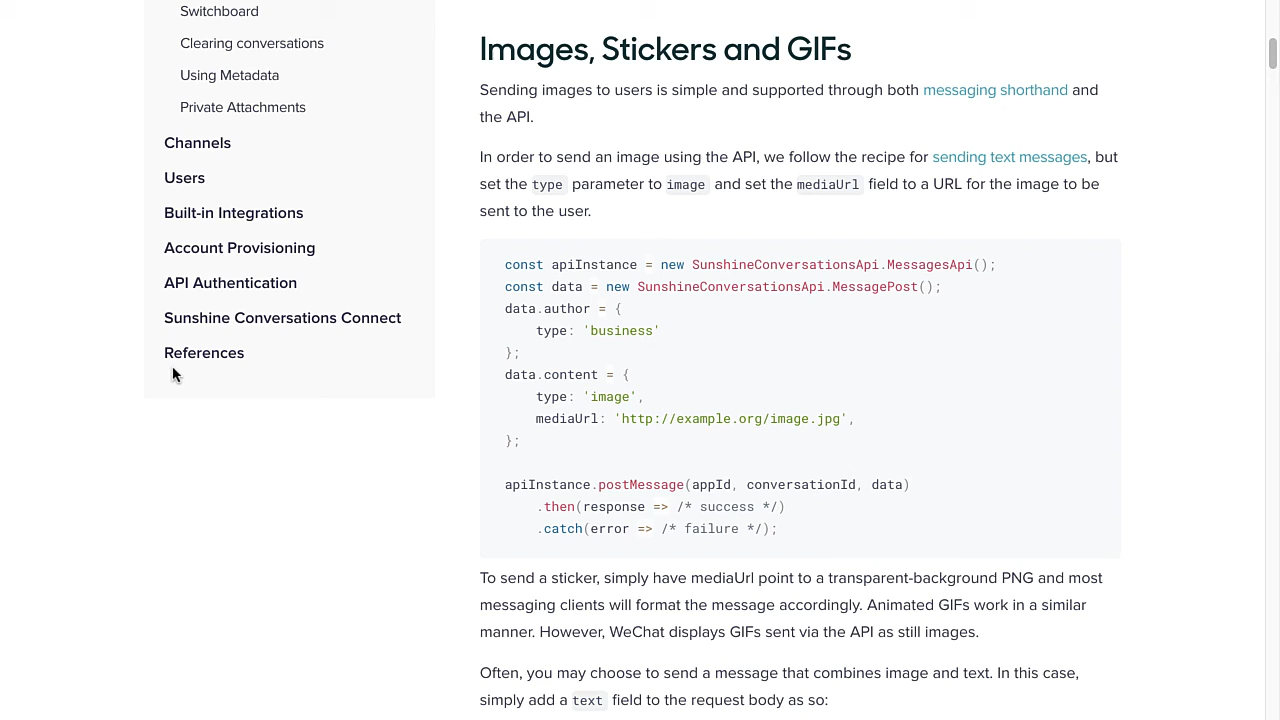 Switchboard
Clearing conversations
Using Metadata
Private Attachments
Channels
Users
Built-in Integrations
Account Provisioning
API Authentication
Sunshine Conversations Connect
References
Images, Stickers and GIFs
Sending images to users is simple and supported through both messaging shorthand and
the API.
In order to send an image using the API, we follow the recipe for sending text messages, but
set the type parameter to image and set the mediaUrl field to a URL for the image to be
sent to the user.
const apiInstance = new SunshineConversationsApi.MessagesApi();
const data = new SunshineConversationsApi.MessagePost();
data.author = {
    type: 'business'
};
data.content = {
    type: 'image',
    mediaUrl: 'http://example.org/image.jpg',
};
apiInstance.postMessage(appId, conversationId, data)
    .then(response => /* success */)
    .catch(error => /* failure */);
To send a sticker, simply have mediaUrl point to a transparent-background PNG and most
messaging clients will format the message accordingly. Animated GIFs work in a similar
manner. However, WeChat displays GIFs sent via the API as still images.
Often, you may choose to send a message that combines image and text. In this case,
simply add a text field to the request body as so: